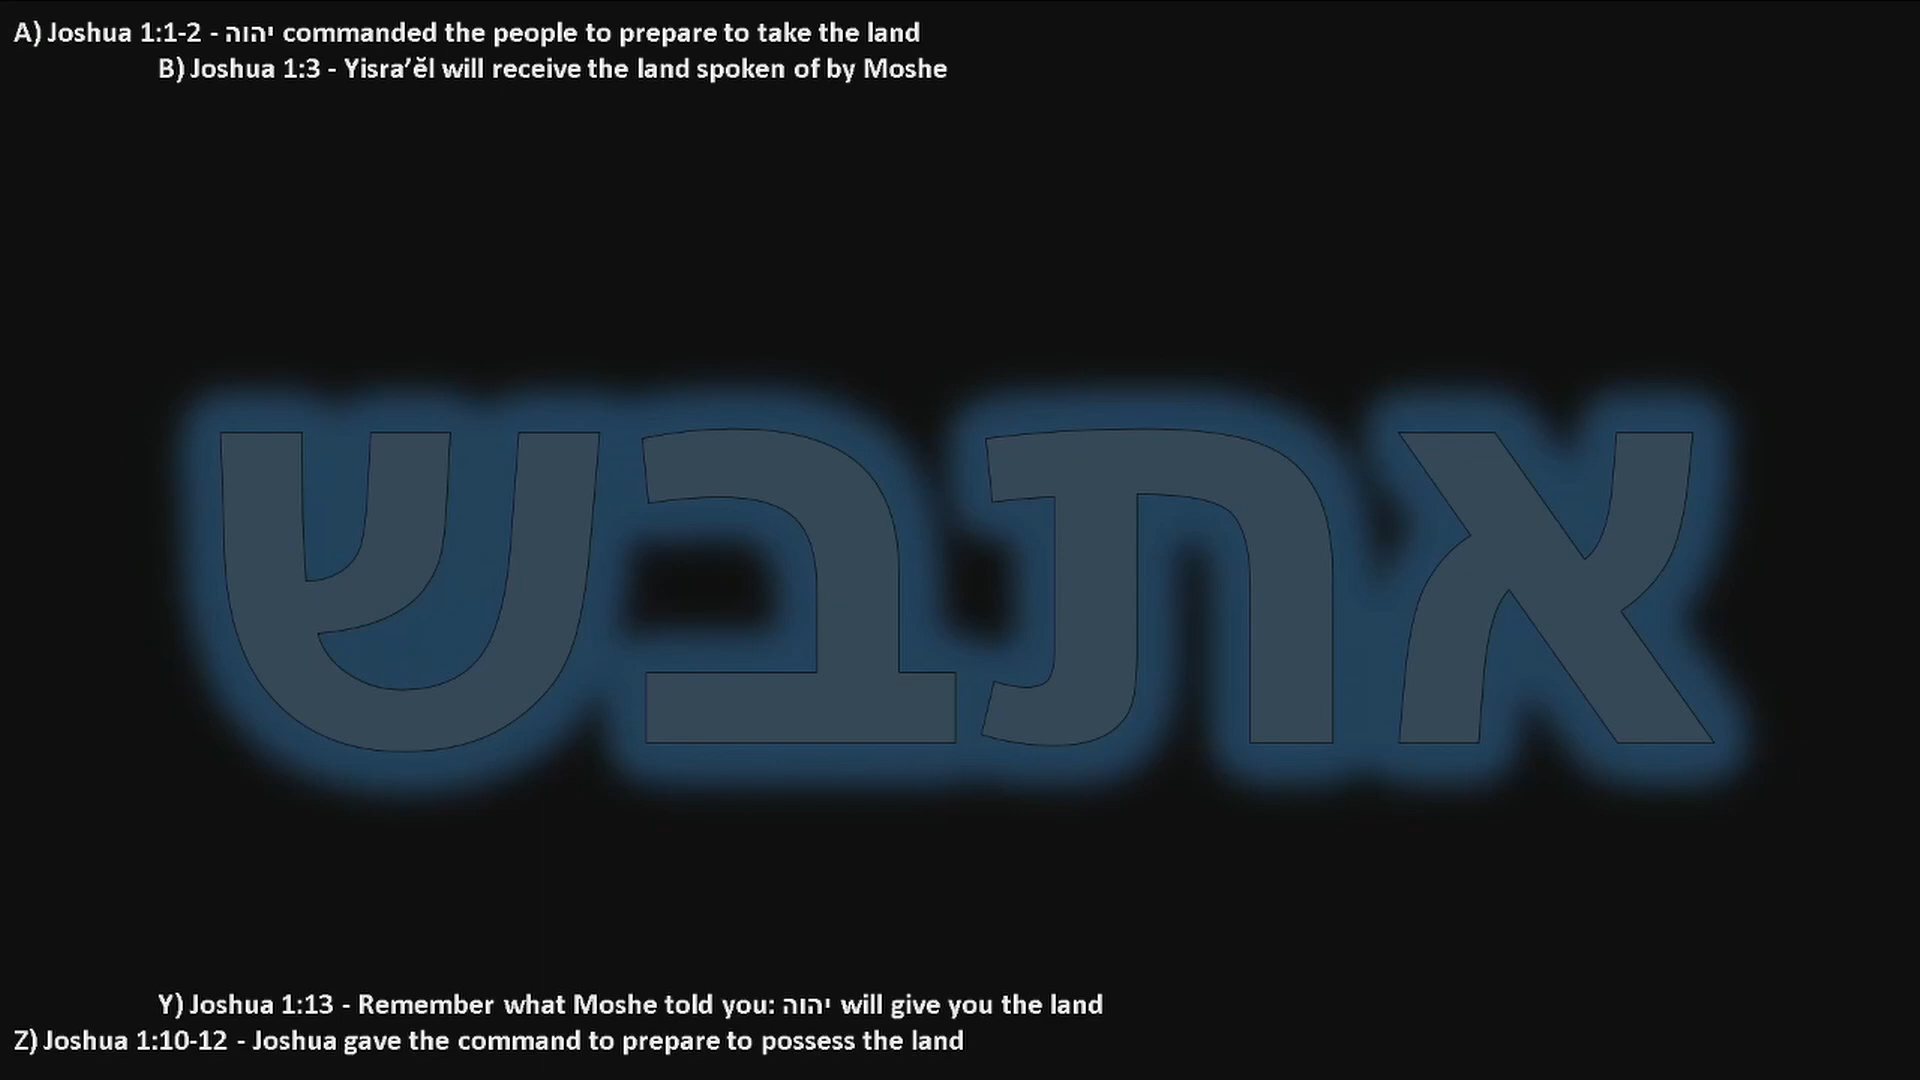 A) Joshua 1:1-2 - יהוה commanded the people to prepare to take the land
B) Joshua 1:3 - Yisra’ĕl will receive the land spoken of by Moshe
אתבש
Y) Joshua 1:13 - Remember what Moshe told you: יהוה will give you the land
Z) Joshua 1:10-12 - Joshua gave the command to prepare to possess the land